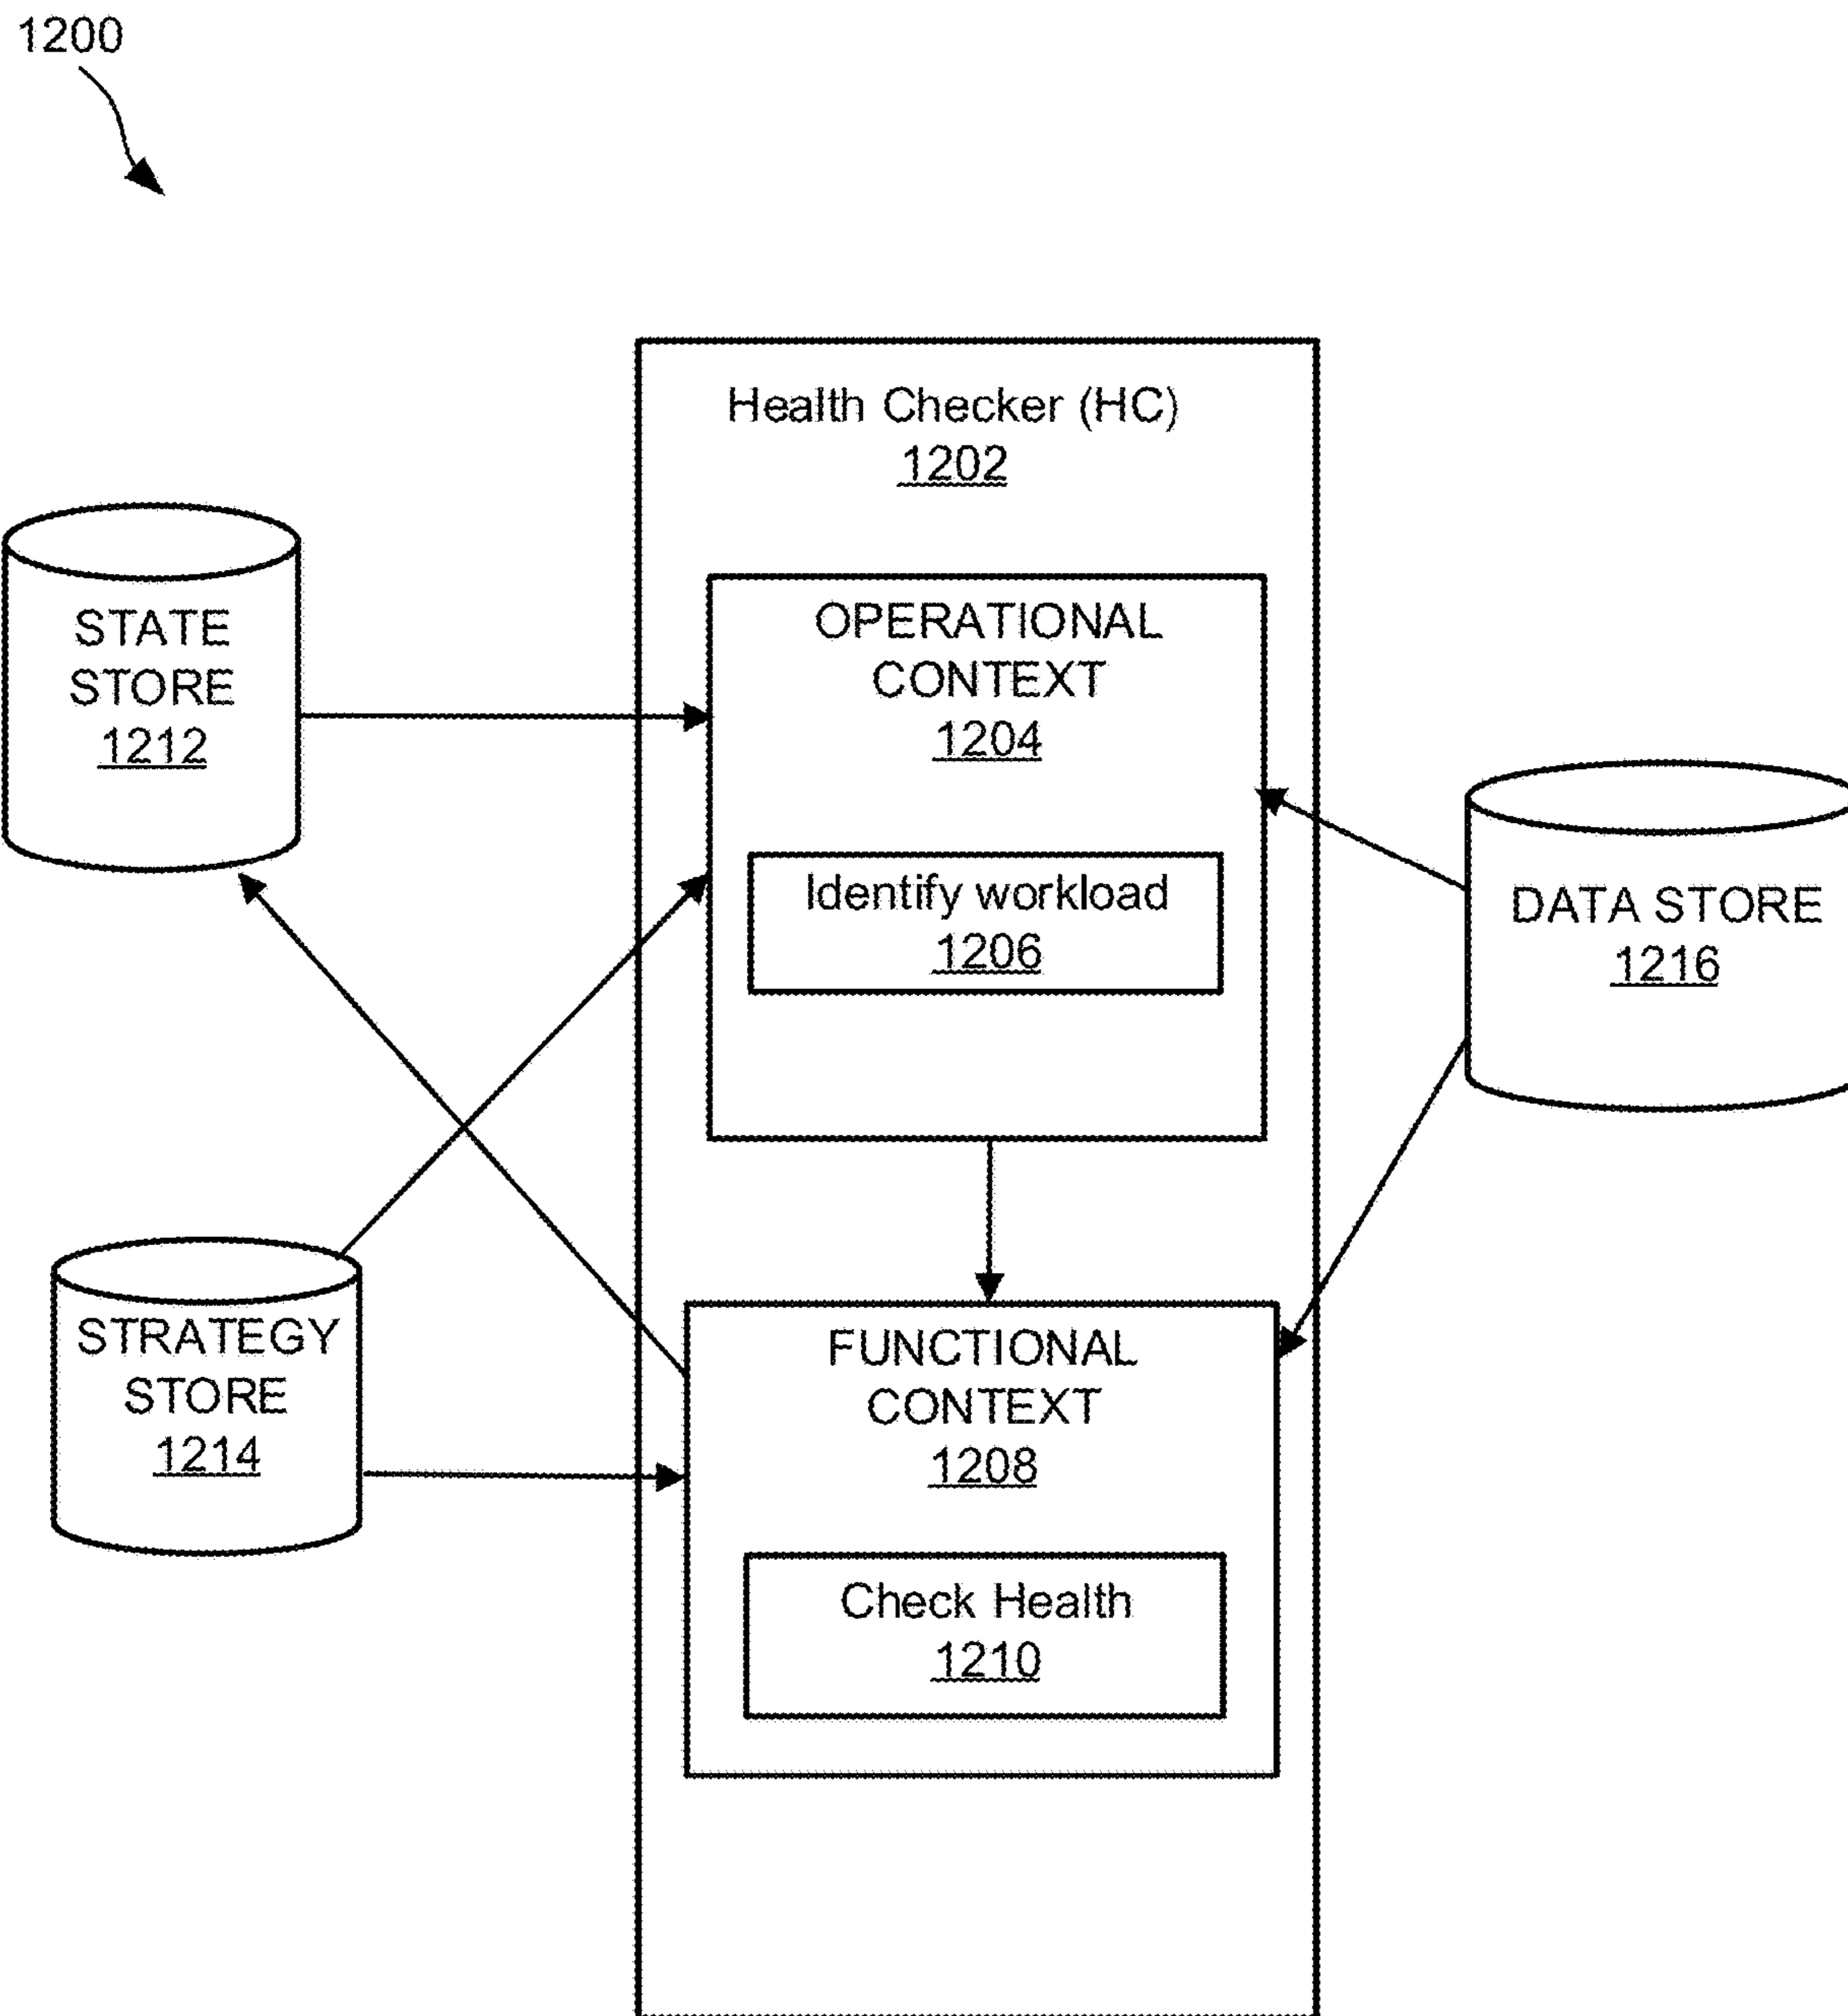 1200
Health Checker (HC)
1202
STATE
STORE
1212
OPERATIONAL
CONTEXT
1204
Identify workload
1206
DATA STORE
1216
STRATEGY
STORE
1214
FUNCTIONAL
CONTEXT
1208
Check Health
1210